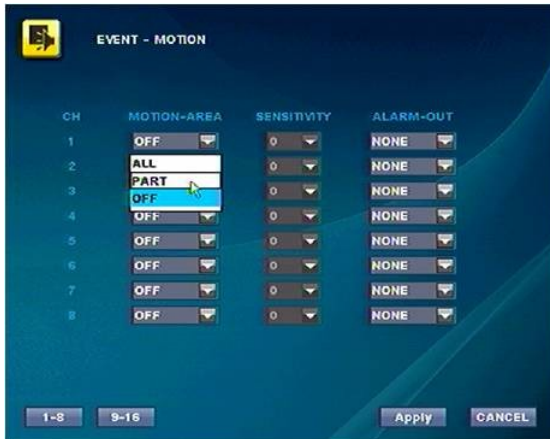 EVENT - MOTION
CH MOTION-AREA SENSITIVITY ALARM-OUT
1 OFF 0 NONE
2 ALL 0 NONE
PART
3 OFF 0 NONE
4 OFF 0 NONE
5 OFF 0 NONE
6 OFF 0 NONE
7 OFF 0 NONE
8 OFF 0 NONE
1-8 9-16 Apply CANCEL